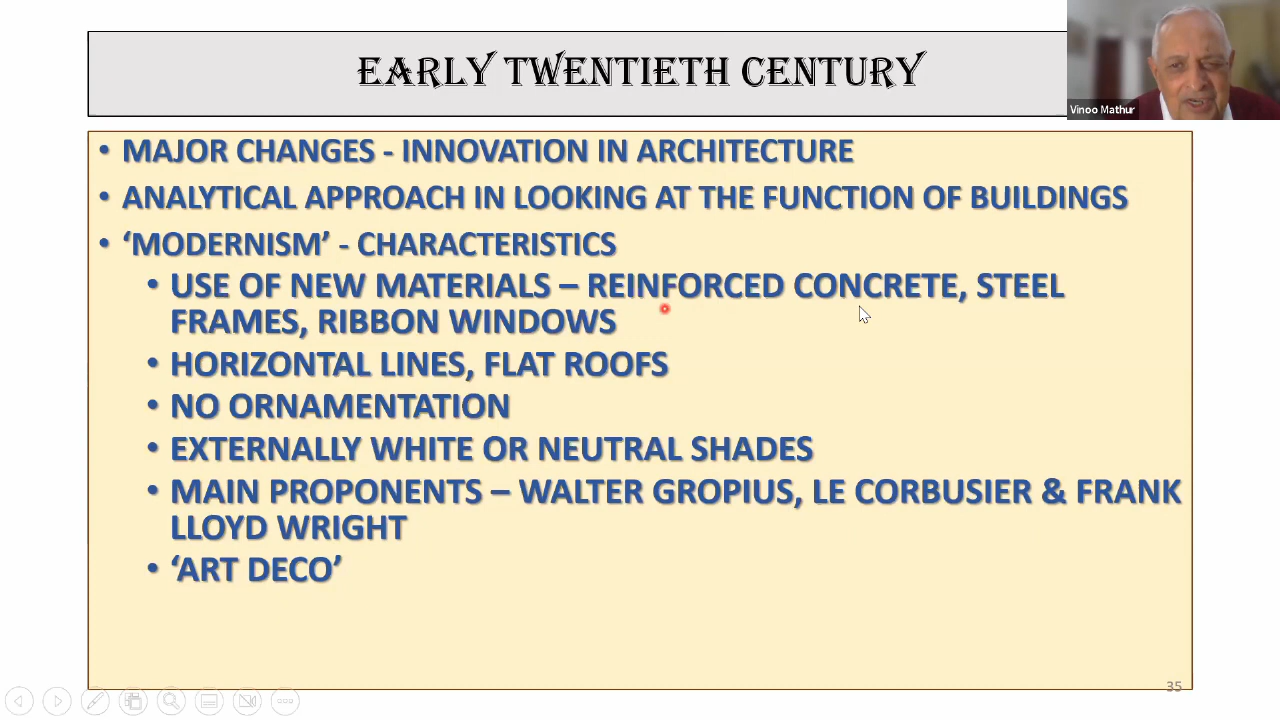 EARLY TWENTIETH CENTURY
Vinoo Mathur
• MAJOR CHANGES - INNOVATION IN ARCHITECTURE
• ANALYTICAL APPROACH IN LOOKING AT THE FUNCTION OF BUILDINGS
• ‘MODERNISM’ - CHARACTERISTICS
• USE OF NEW MATERIALS – REINFORCED CONCRETE, STEEL
FRAMES, RIBBON WINDOWS
• HORIZONTAL LINES, FLAT ROOFS
• NO ORNAMENTATION
• EXTERNALLY WHITE OR NEUTRAL SHADES
• MAIN PROPONENTS – WALTER GROPIUS, LE CORBUSIER & FRANK
LLOYD WRIGHT
• ‘ART DECO’
35